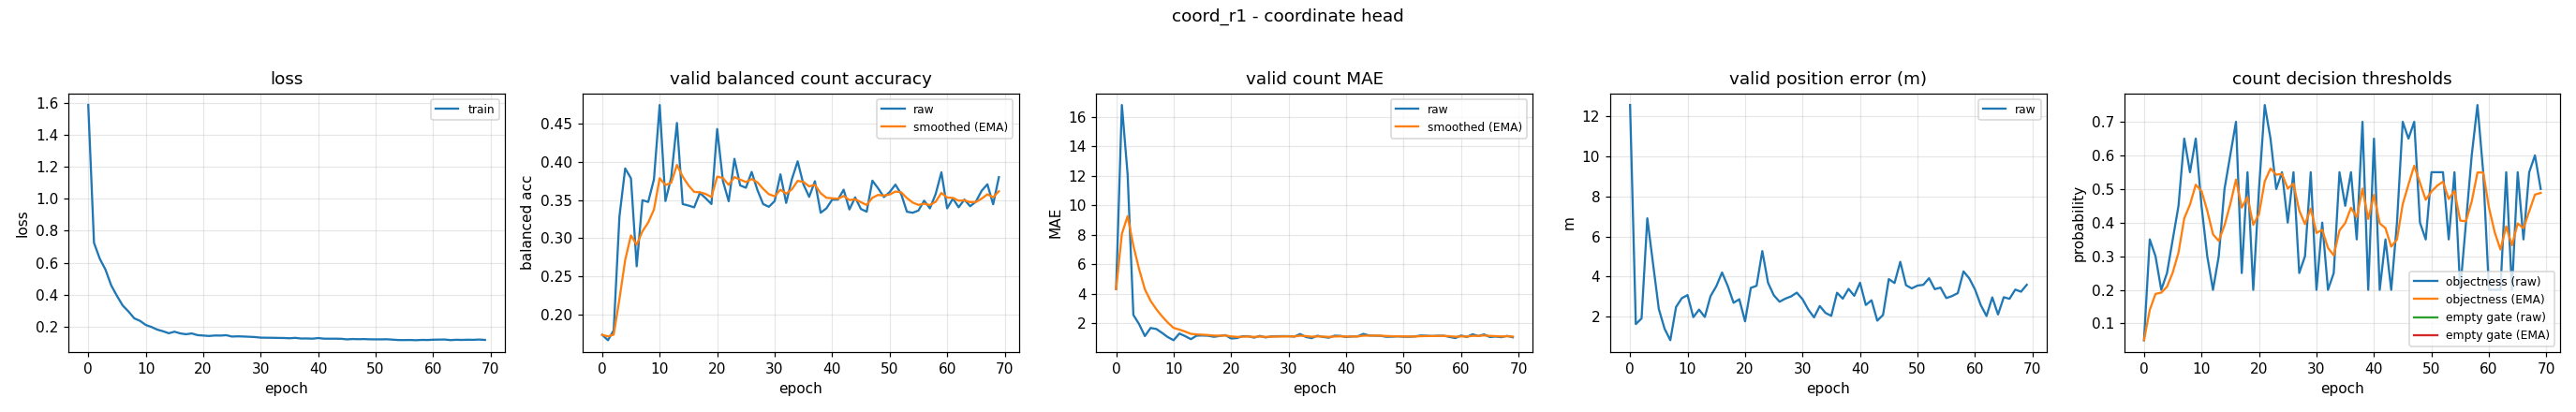 coord_r1 - coordinate head
loss
loss
1.6
1.4
1.2
1.0
0.8
0.6
0.4
0.2
train
0 10 20 30 40 50 60 70
epoch
valid balanced count accuracy
balanced acc
0.45
0.40
0.35
0.30
0.25
0.20
raw
smoothed (EMA)
0 10 20 30 40 50 60 70
epoch
valid count MAE
MAE
16
14
12
10
8
6
4
2
raw
smoothed (EMA)
0 10 20 30 40 50 60 70
epoch
valid position error (m)
m
12
10
8
6
4
2
raw
0 10 20 30 40 50 60 70
epoch
count decision thresholds
probability
0.7
0.6
0.5
0.4
0.3
0.2
0.1
objectness (raw)
objectness (EMA)
empty gate (raw)
empty gate (EMA)
0 10 20 30 40 50 60 70
epoch